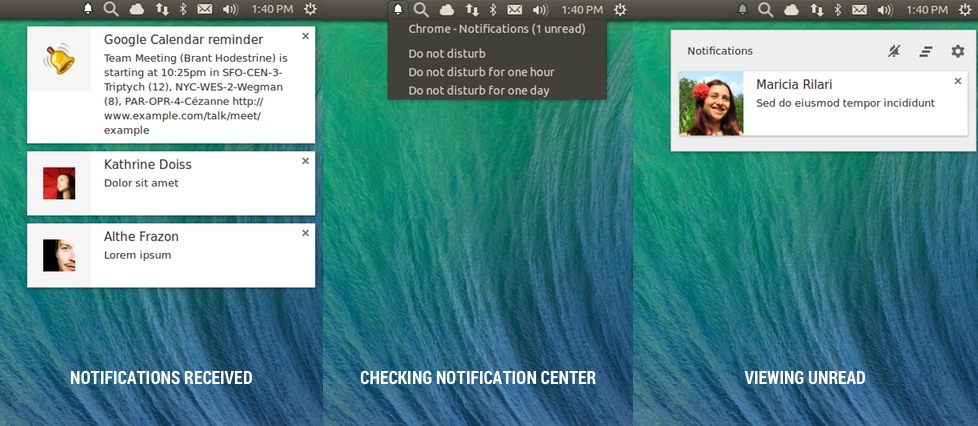 1:40 PM
Google Calendar reminder
Team Meeting (Brant Hodestrine) is
starting at 10:25pm in SFO-CEN-3-
Triptych (12), NYC-WES-2-Wegman
(8), PAR-OPR-4-Cézanne http://
www.example.com/talk/meet/
example
Kathrine Doiss
Dolor sit amet
Althe Frazon
Lorem ipsum
NOTIFICATIONS RECEIVED
1:40 PM
Chrome - Notifications (1 unread)
Do not disturb
Do not disturb for one hour
Do not disturb for one day
CHECKING NOTIFICATION CENTER
1:40 PM
Notifications
Maricia Rilari
Sed do eiusmod tempor incididunt
VIEWING UNREAD